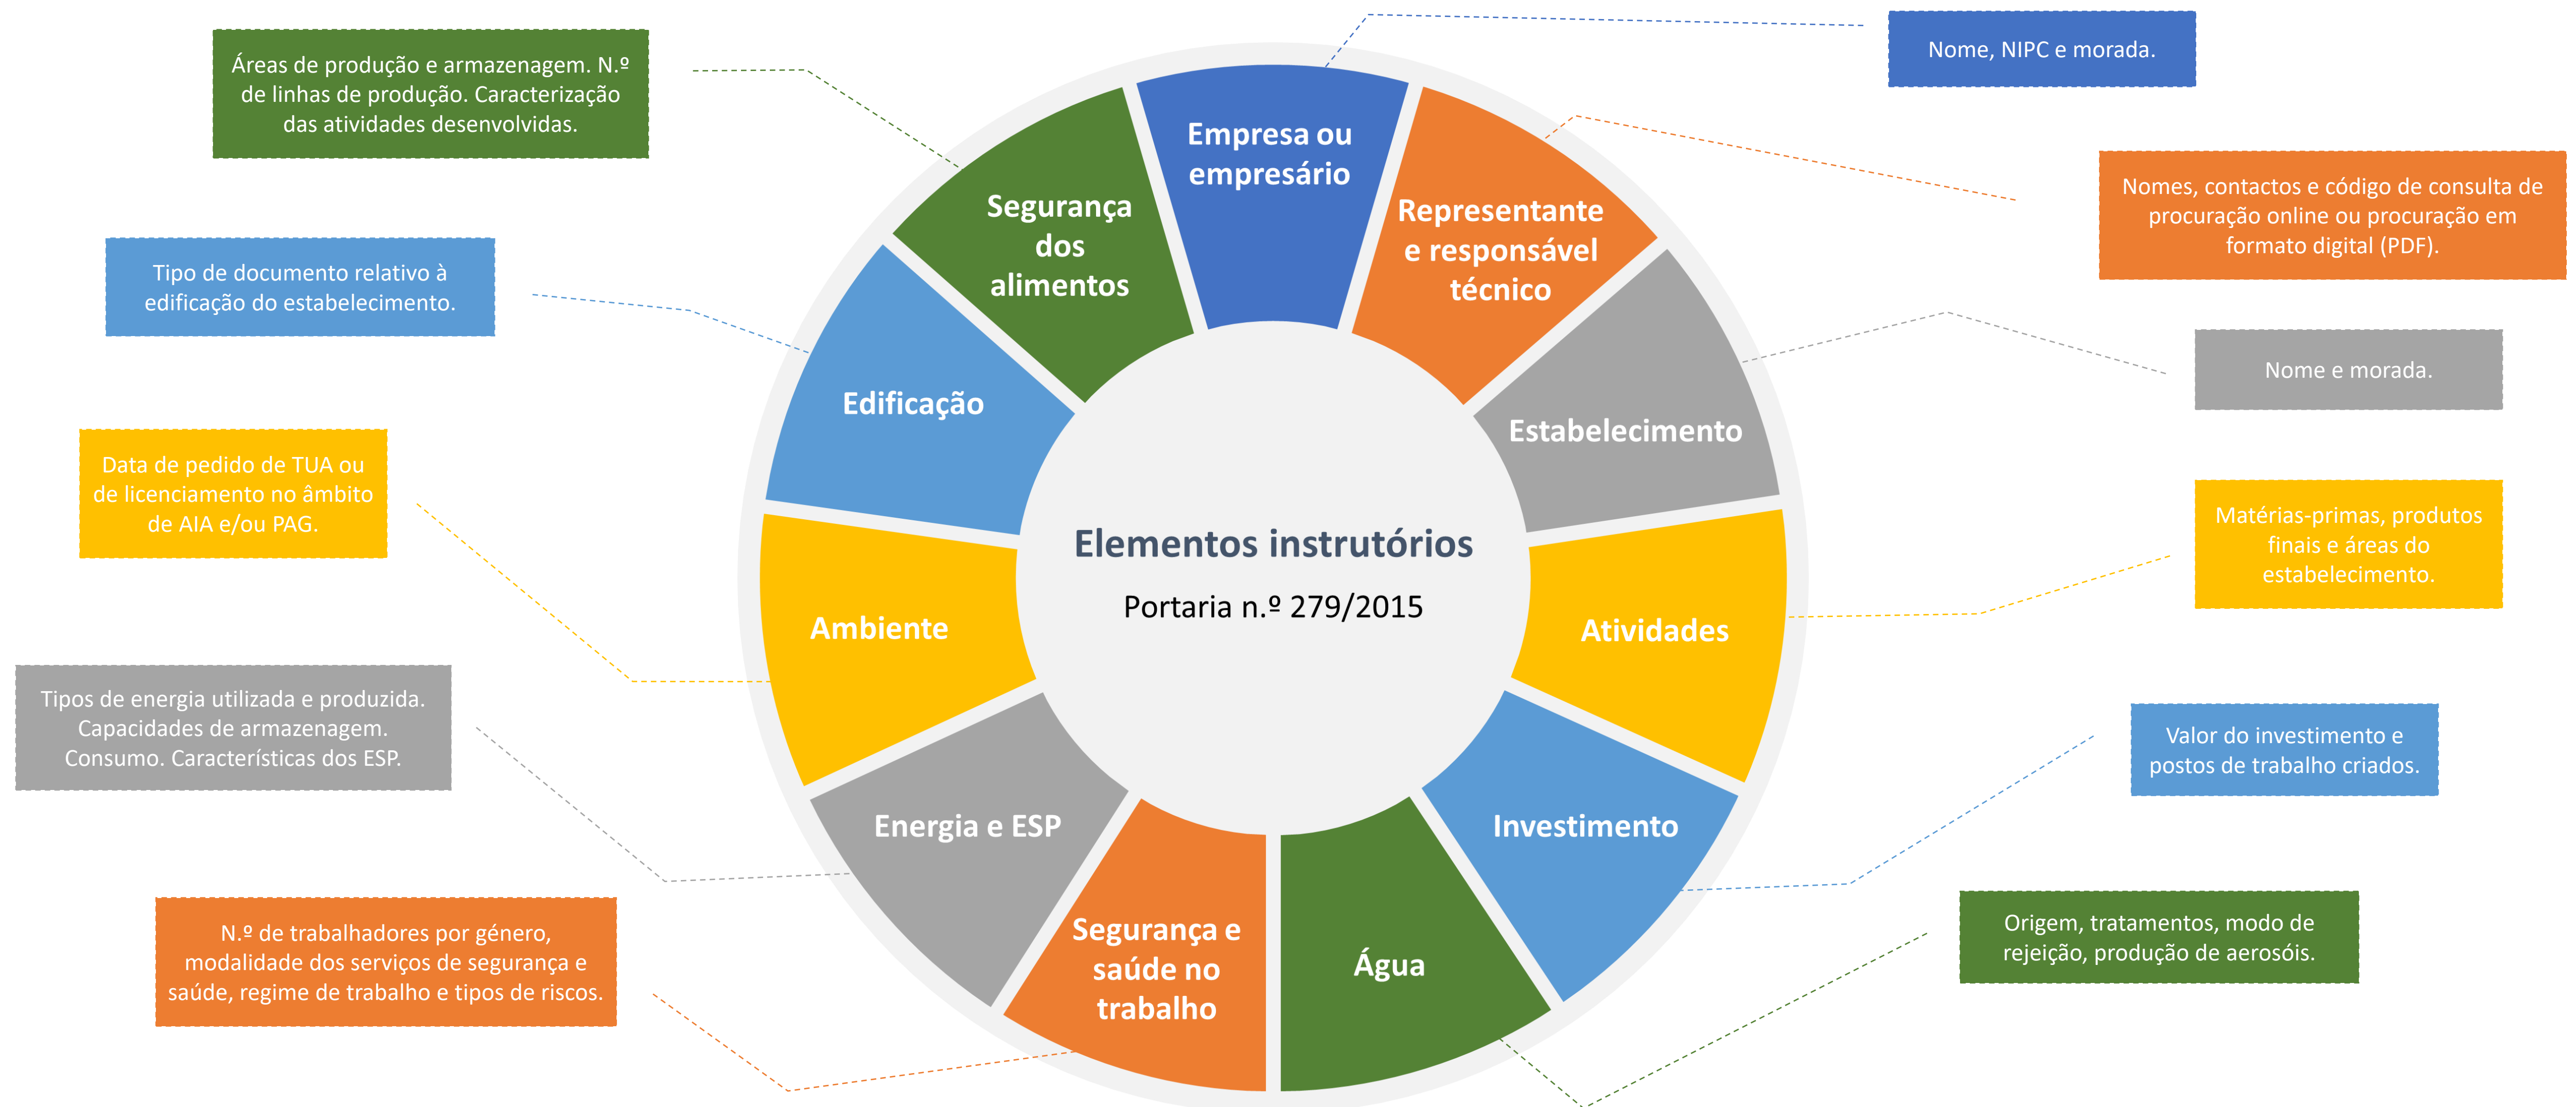 Elementos instrutórios
Portaria n.º 279/2015
Empresa ou
empresário
Nome, NIPC e morada.
Representante
e responsável
técnico
Nomes, contactos e código de consulta de
procuração online ou procuração em
formato digital (PDF).
Estabelecimento
Nome e morada.
Atividades
Matérias-primas, produtos
finais e áreas do
estabelecimento.
Investimento
Valor do investimento e
postos de trabalho criados.
Água
Origem, tratamentos, modo de
rejeição, produção de aerosóis.
Segurança e
saúde no
trabalho
N.º de trabalhadores por género,
modalidade dos serviços de segurança e
saúde, regime de trabalho e tipos de riscos.
Energia e ESP
Tipos de energia utilizada e produzida.
Capacidades de armazenagem.
Consumo. Características dos ESP.
Ambiente
Data de pedido de TUA ou
de licenciamento no âmbito
de AIA e/ou PAG.
Edificação
Tipo de documento relativo à
edificação do estabelecimento.
Segurança
dos
alimentos
Áreas de produção e armazenagem. N.º
de linhas de produção. Caracterização
das atividades desenvolvidas.